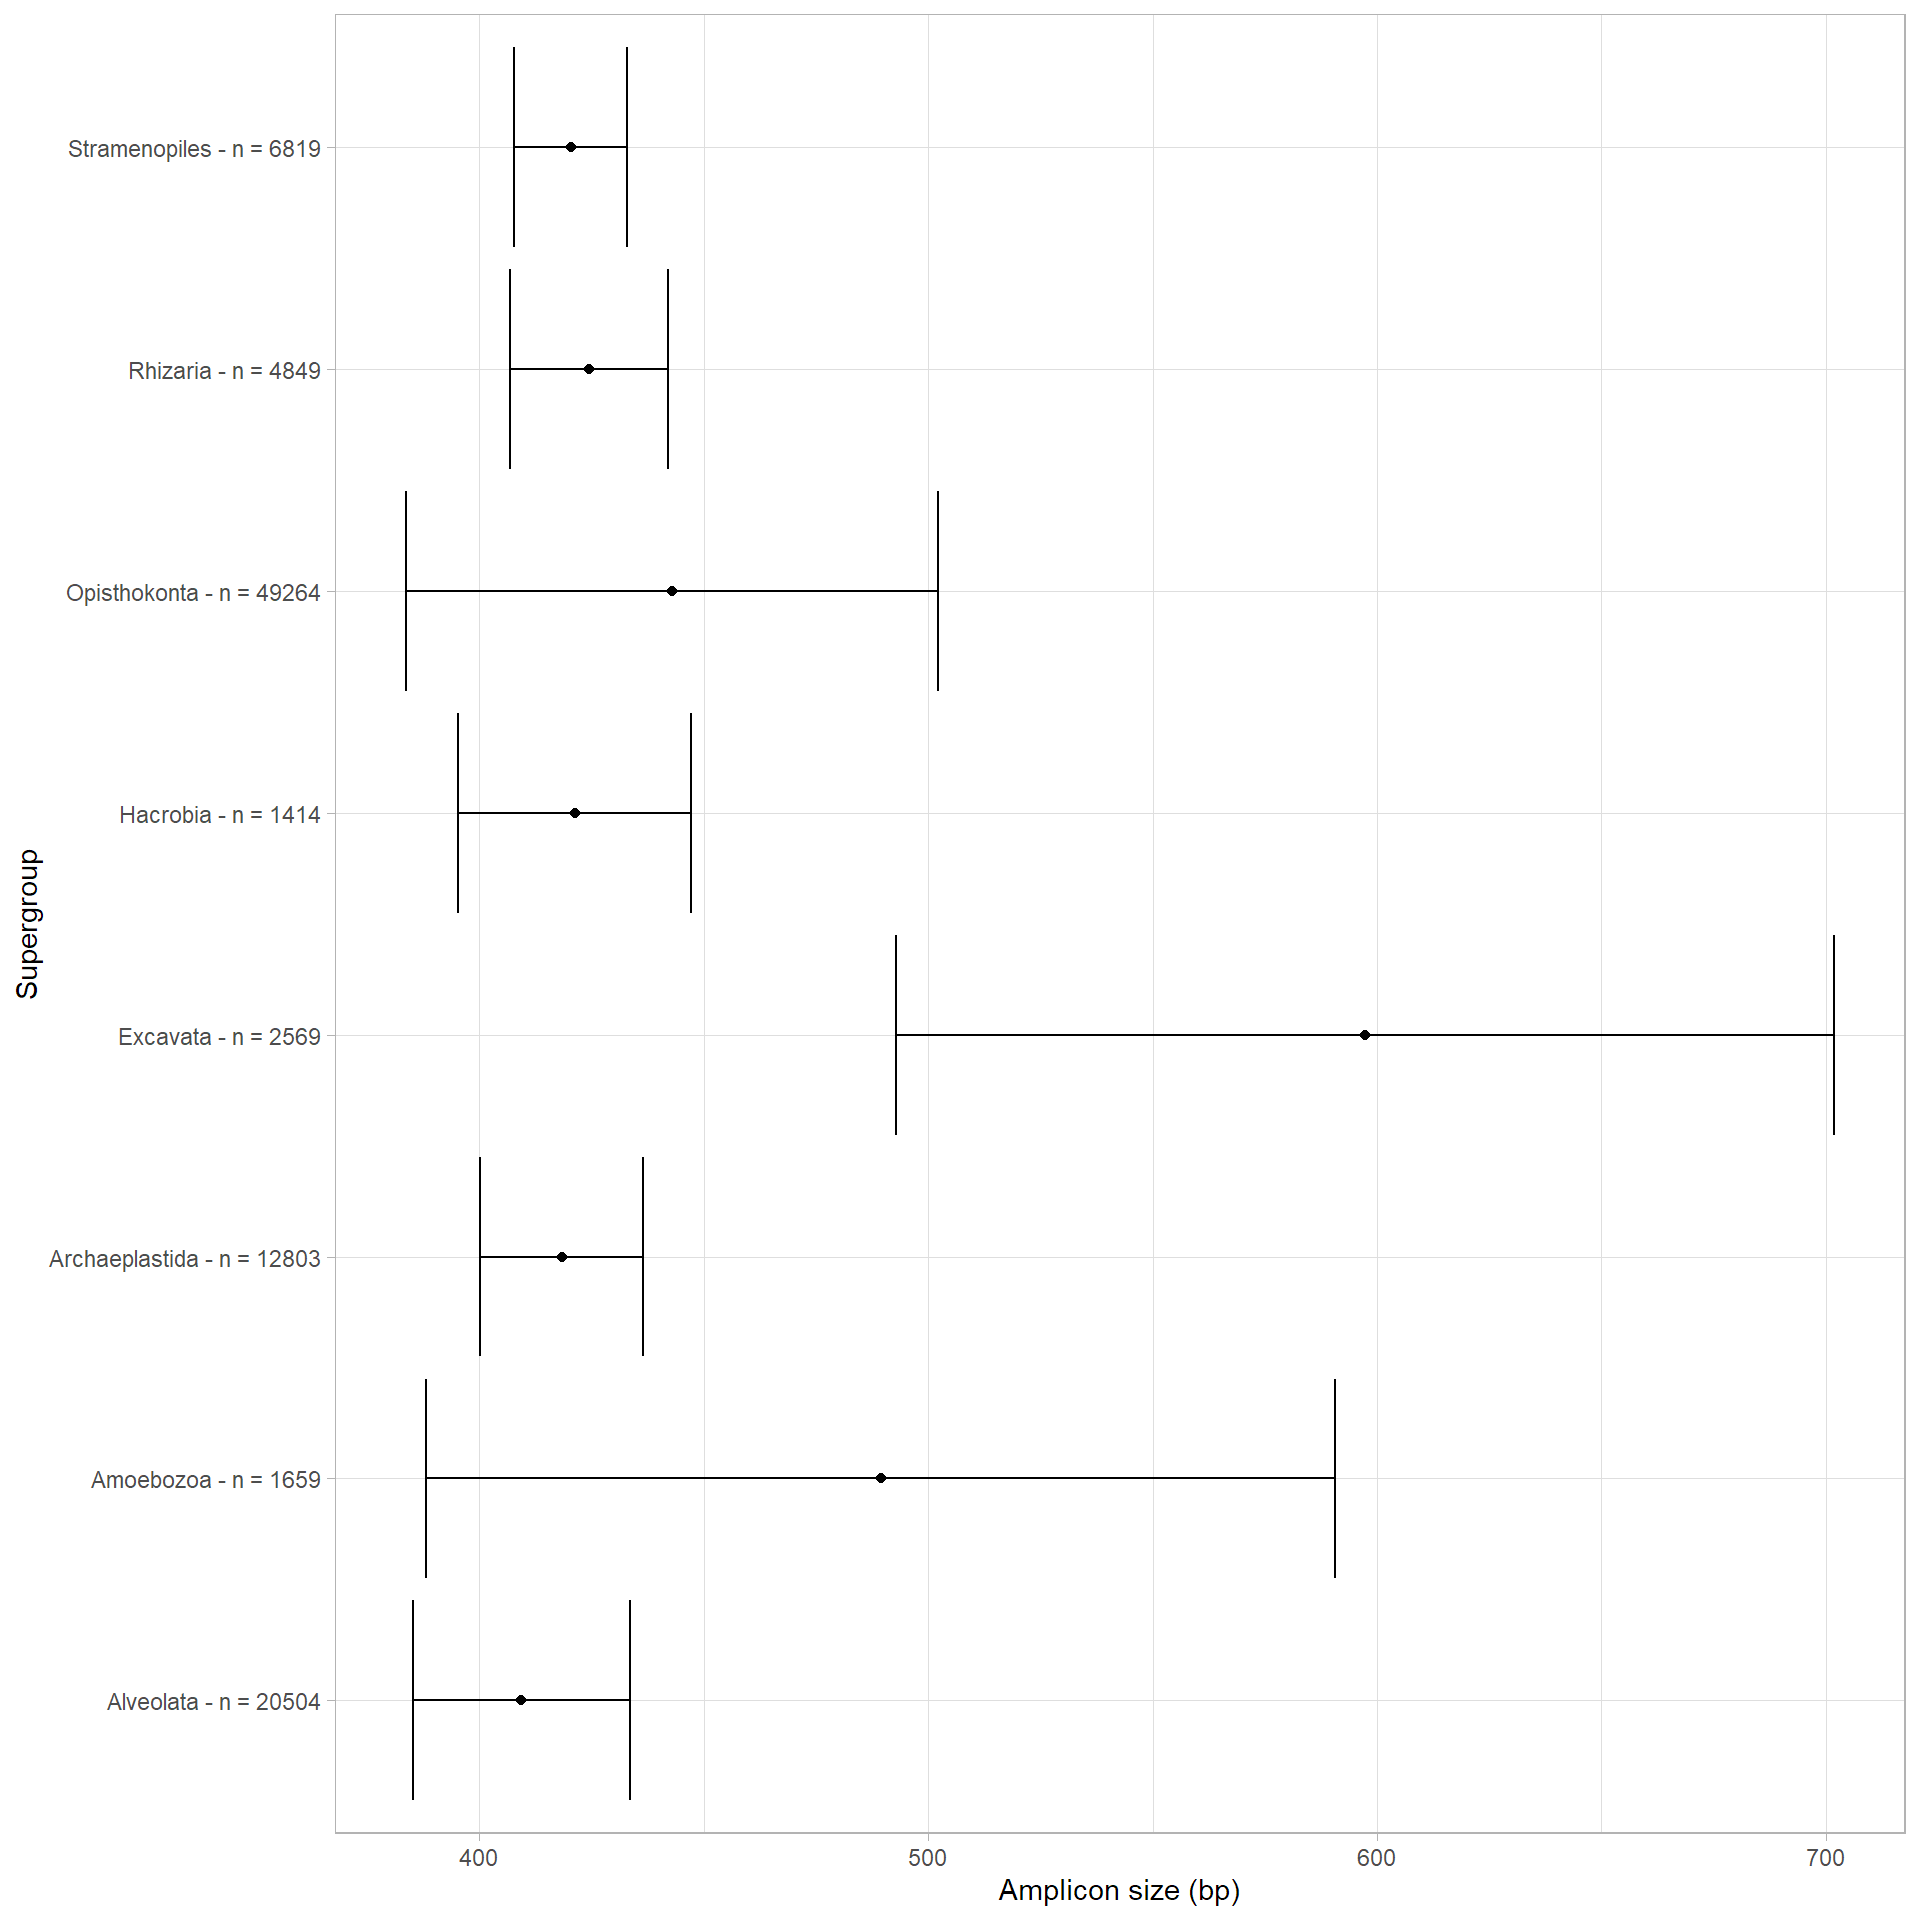 Stramenopiles - n = 6819
Rhizaria - n = 4849
Opisthokonta - n = 49264
Hacrobia - n = 1414
Excavata - n = 2569
Archaeplastida - n = 12803
Amoebozoa - n = 1659
Alveolata - n = 20504
Supergroup
400 500 600 700
Amplicon size (bp)